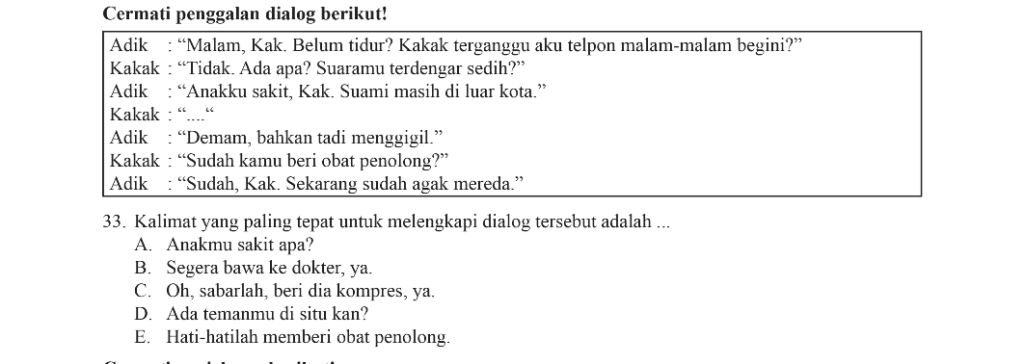 Cermati penggalan dialog berikut!
Adik : “Malam, Kak. Belum tidur? Kakak terganggu aku telpon malam-malam begini?”
Kakak : “Tidak. Ada apa? Suaramu terdengar sedih?”
Adik : “Anakku sakit, Kak. Suami masih di luar kota.”
Kakak : “....“
Adik : “Demam, bahkan tadi menggigil.”
Kakak : “Sudah kamu beri obat penolong?”
Adik : “Sudah, Kak. Sekarang sudah agak mereda.”
33. Kalimat yang paling tepat untuk melengkapi dialog tersebut adalah ...
A. Anakmu sakit apa?
B. Segera bawa ke dokter, ya.
C. Oh, sabarlah, beri dia kompres, ya.
D. Ada temanmu di situ kan?
E. Hati-hatilah memberi obat penolong.